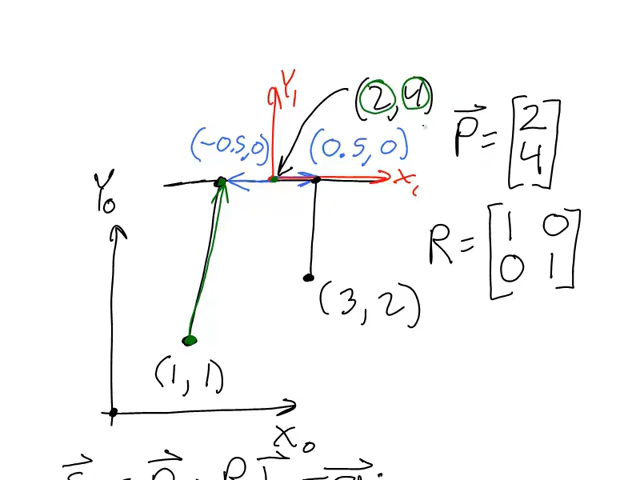 Y₁
(2, 4)
(-0.5, 0)
(0.5, 0)
P = [2 4]
X₁
Y₀
R = [1 0 0 1]
(3, 2)
(1, 1)
X₀